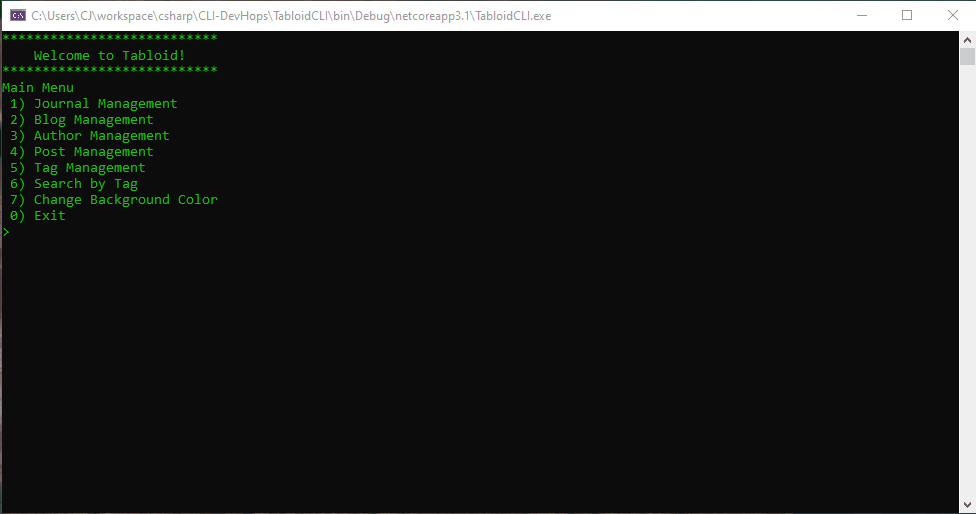 C:\Users\CJ\workspace\csharp\CLI-DevHops\TabloidCLI\bin\Debug\netcoreapp3.1\TabloidCLI.exe
***************************
    Welcome to Tabloid!
***************************
Main Menu
 1) Journal Management
 2) Blog Management
 3) Author Management
 4) Post Management
 5) Tag Management
 6) Search by Tag
 7) Change Background Color
 0) Exit
>